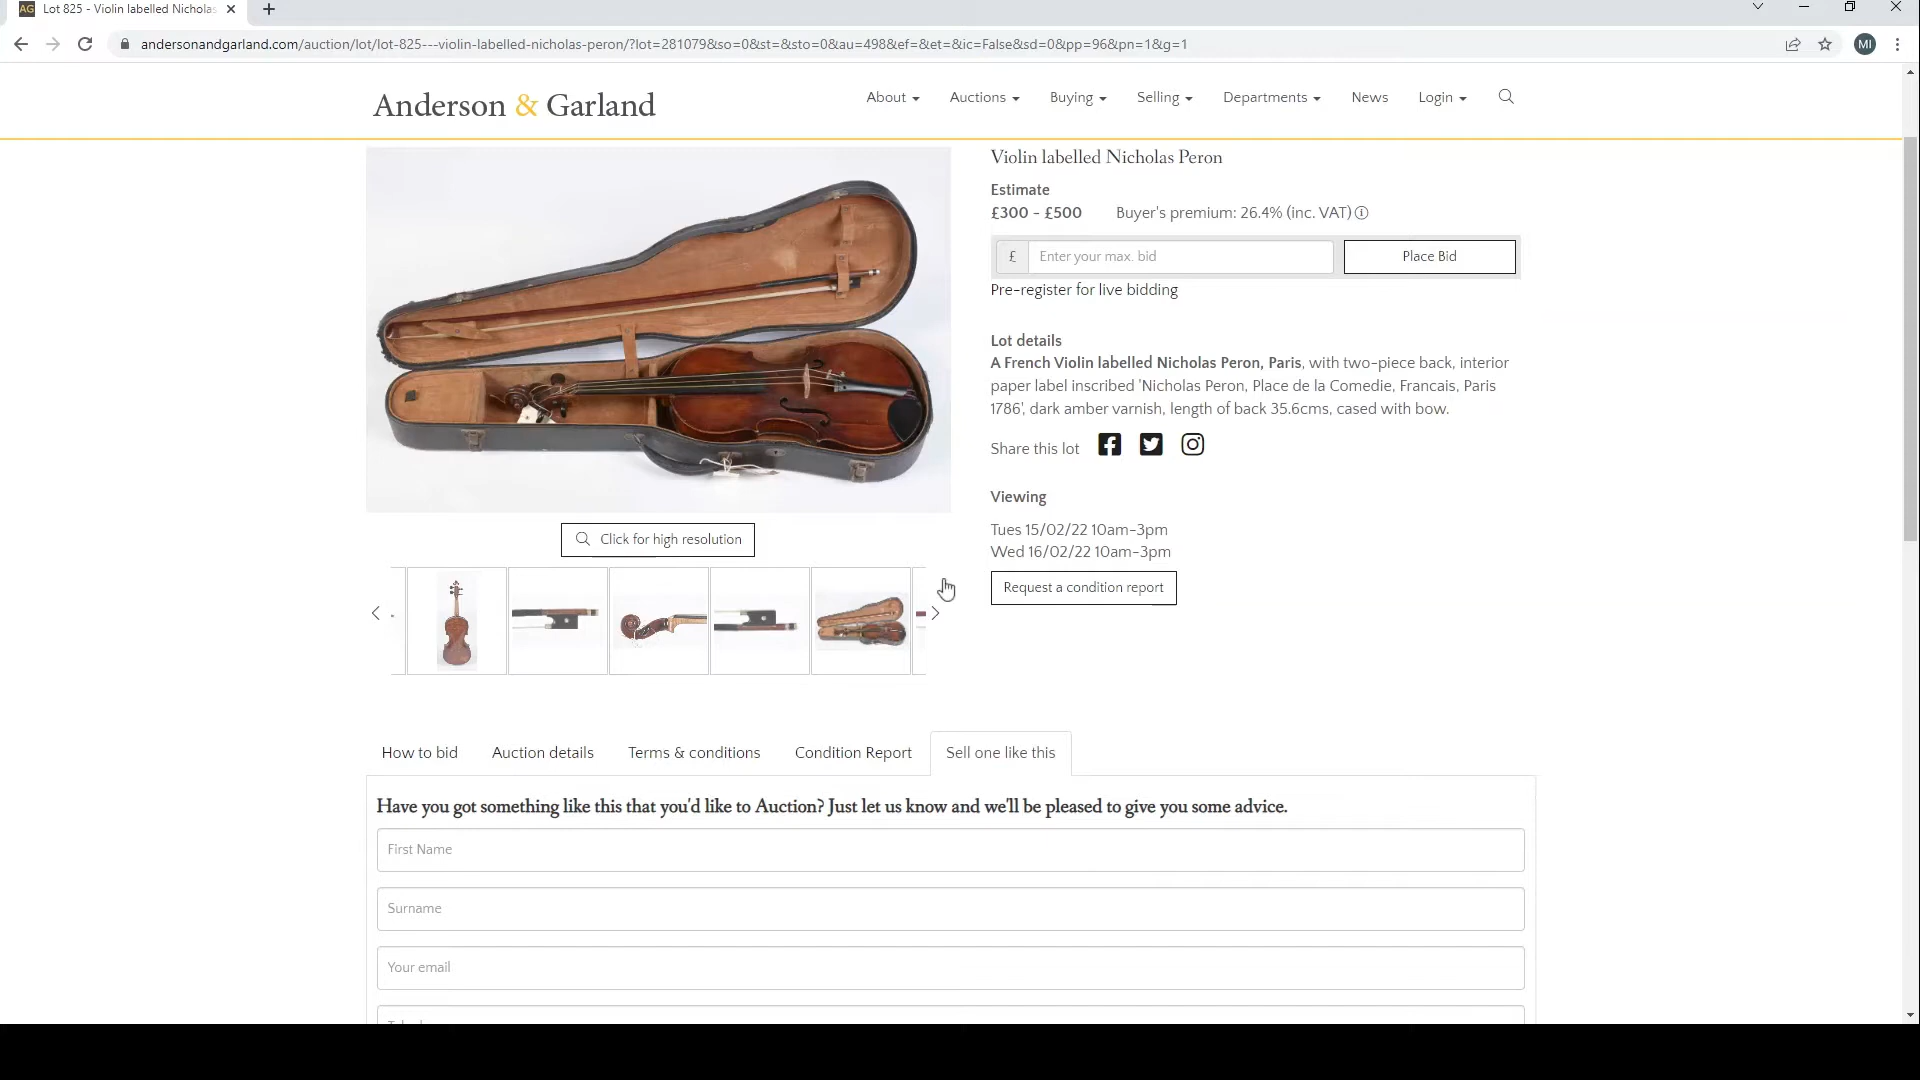 Lot 825 - Violin labelled Nicholas
andersonandgarland.com/auction/lot/lot-825---violin-labelled-nicholas-peron/?lot=281079&so=0&st=&sto=0&au=498&ef=&et=&ic=False&sd=0&pp=96&pn=1&g=1
MI
Anderson & Garland
About
Auctions
Buying
Selling
Departments
News
Login
Violin labelled Nicholas Peron
Estimate
£300 - £500 Buyer's premium: 26.4% (inc. VAT)
£ Enter your max. bid Place Bid
Pre-register for live bidding
Lot details
A French Violin labelled Nicholas Peron, Paris, with two-piece back, interior
paper label inscribed 'Nicholas Peron, Place de la Comedie, Francais, Paris
1786', dark amber varnish, length of back 35.6cms, cased with bow.
Share this lot
Viewing
Tues 15/02/22 10am-3pm
Wed 16/02/22 10am-3pm
Request a condition report
Click for high resolution
How to bid
Auction details
Terms & conditions
Condition Report
Sell one like this
Have you got something like this that you'd like to Auction? Just let us know and we'll be pleased to give you some advice.
First Name
Surname
Your email